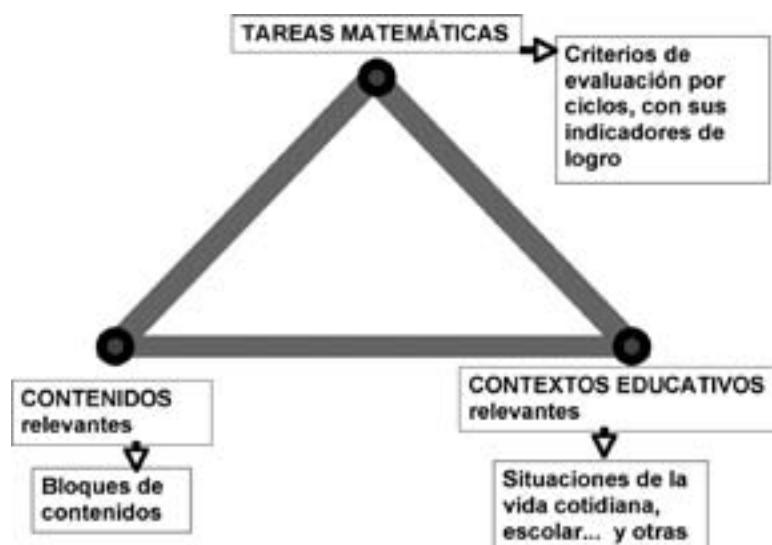 TAREAS MATEMÁTICAS
Criterios de
evaluación por
ciclos, con sus
indicadores de
logro
CONTENIDOS
relevantes
Bloques de
contenidos
CONTEXTOS EDUCATIVOS
relevantes
Situaciones de la
vida cotidiana,
escolar... y otras